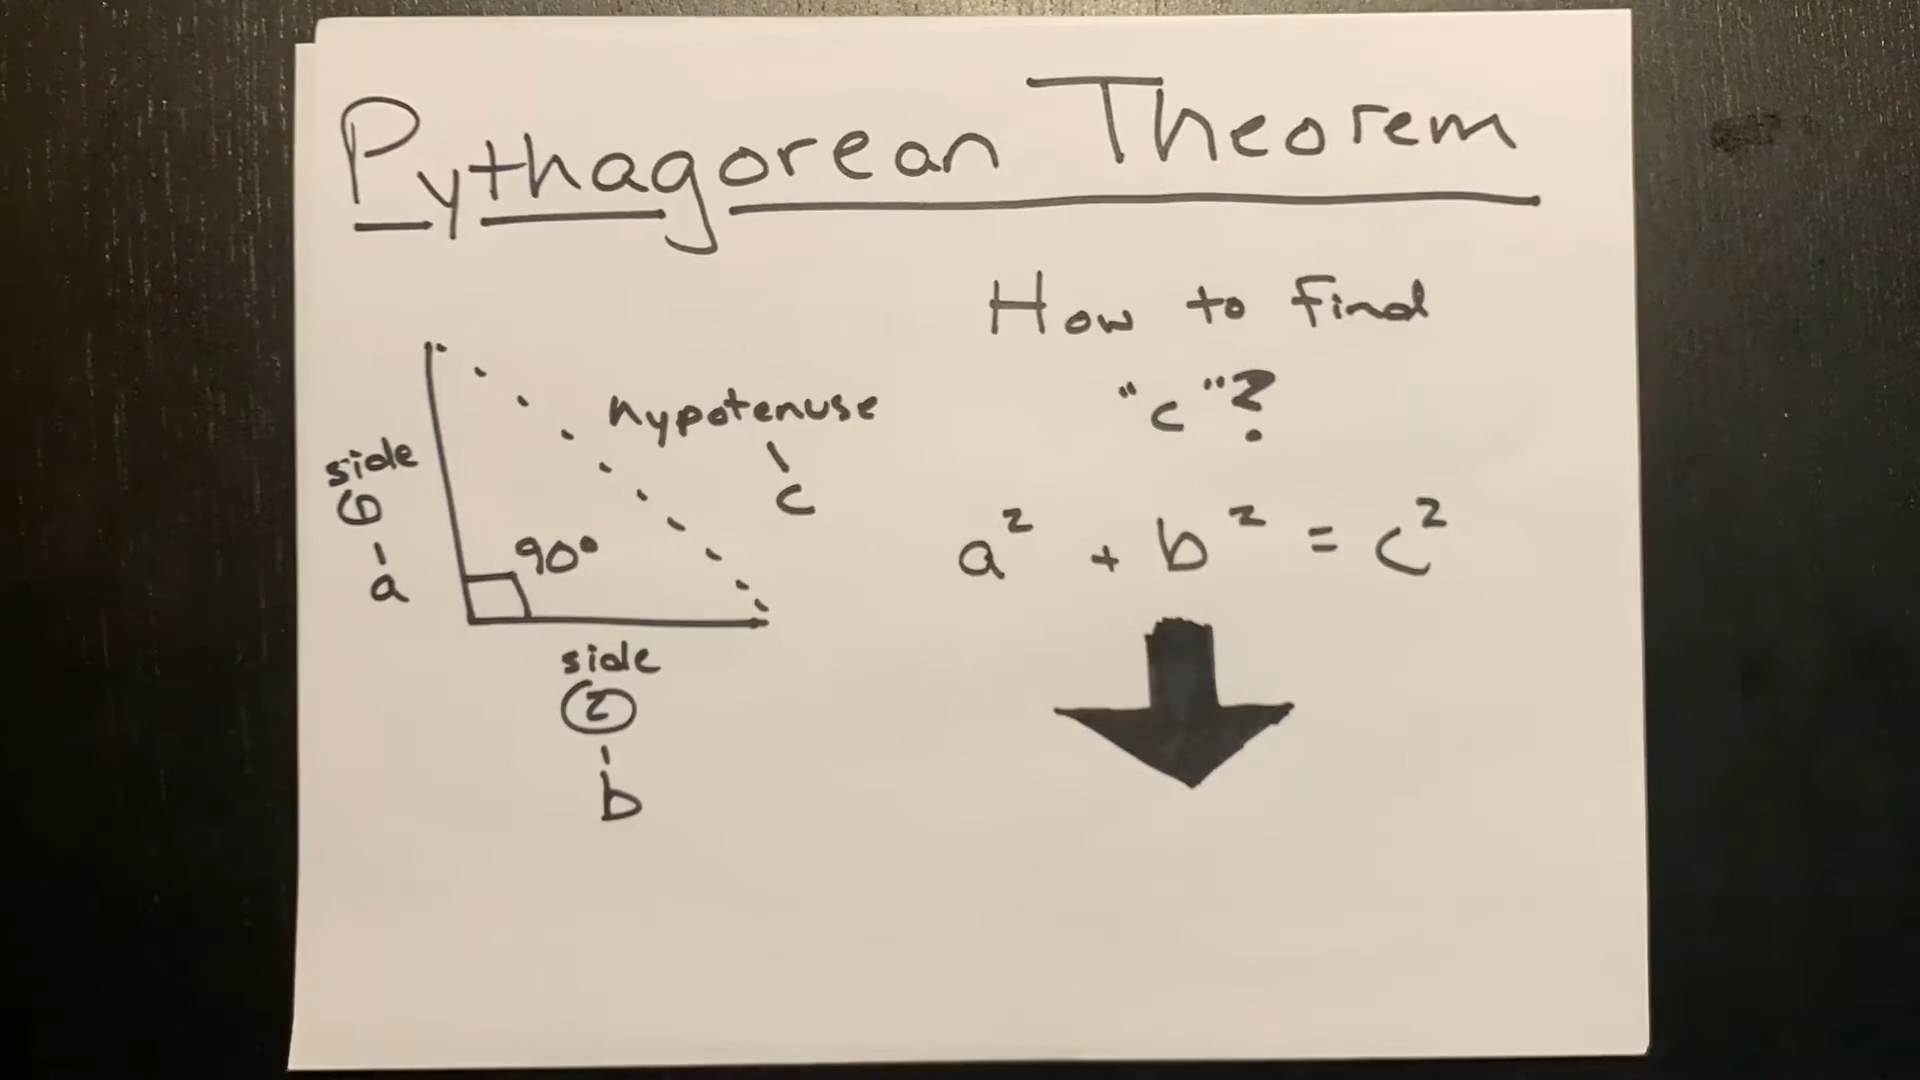 Pythagorean Theorem
How to find
"c"?
hypotenuse
c
side
1
a
90°
side
2
b
a² + b² = c²